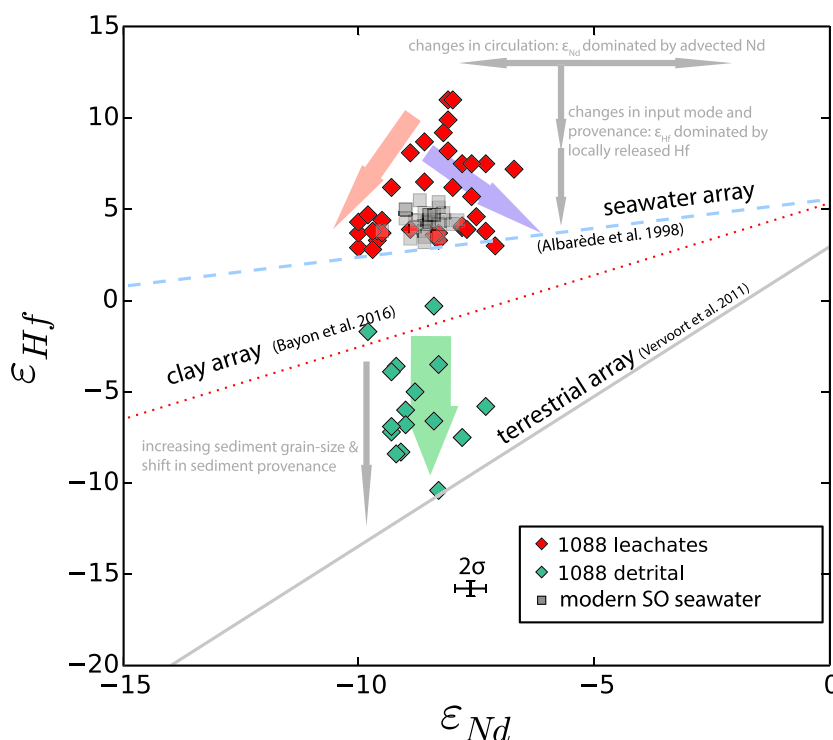 changes in circulation: εNd dominated by advected Nd
changes in input mode and
provenance: εHf dominated by
locally released Hf
seawater array
(Albarède et al. 1998)
clay array (Bayon et al. 2016)
terrestrial array (Vervoort et al. 2011)
increasing sediment grain-size &
shift in sediment provenance
2σ
1088 leachates
1088 detrital
modern SO seawater
15
10
5
0
−5
−10
−15
−20
εHf
−15
−10
−5
0
εNd